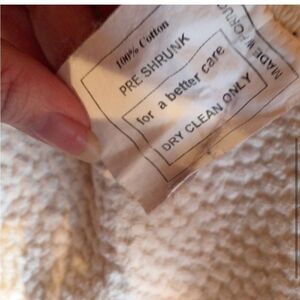 100% Cotton
PRE SHRUNK
for a better care
DRY CLEAN ONLY
MADE IN